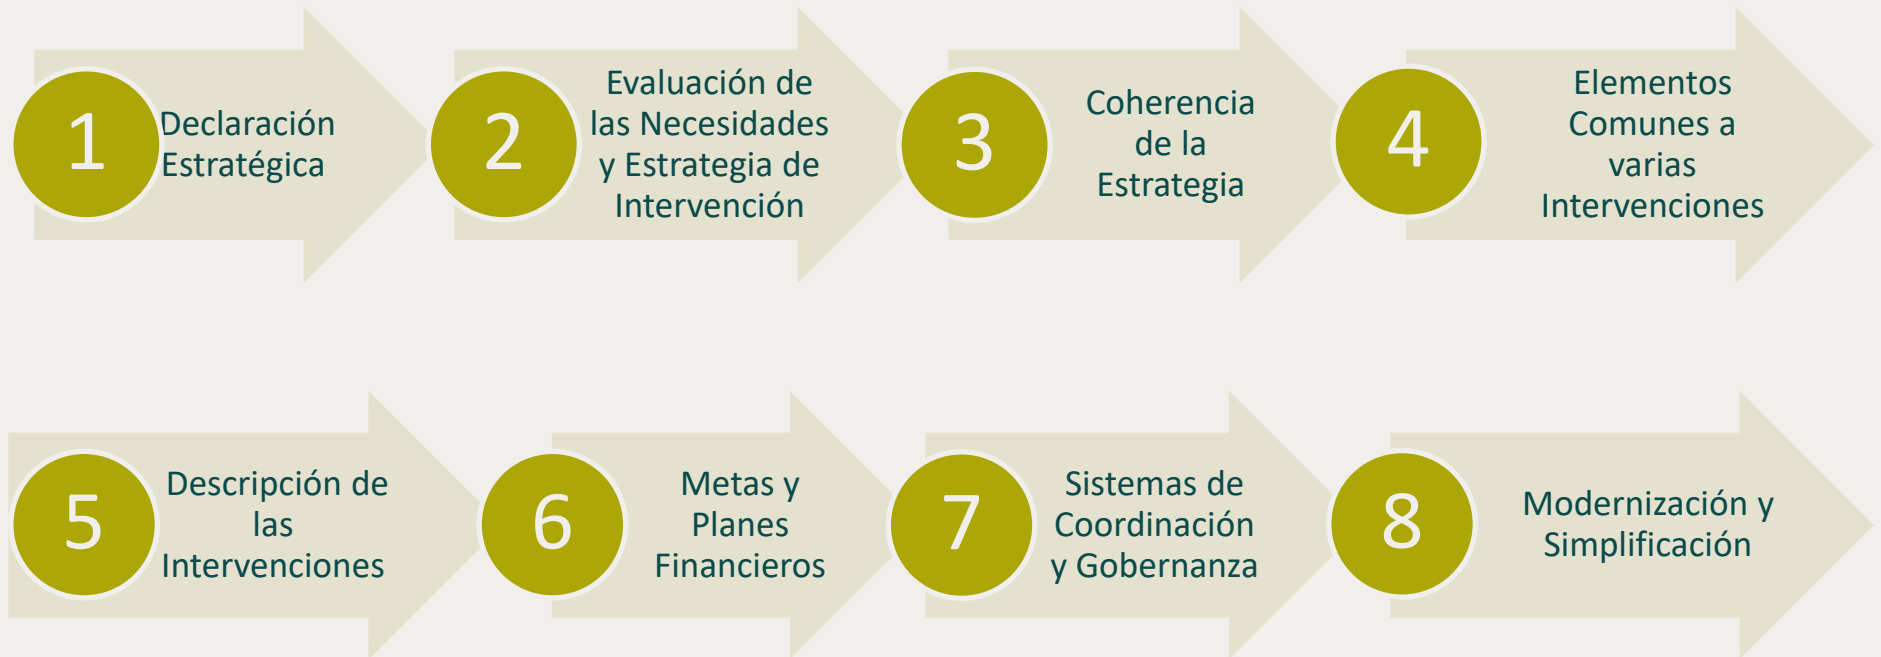 1
Declaración
Estratégica
2
Evaluación de
las Necesidades
y Estrategia de
Intervención
3
Coherencia
de la
Estrategia
4
Elementos
Comunes a
varias
Intervenciones
5
Descripción de
las
Intervenciones
6
Metas y
Planes
Financieros
7
Sistemas de
Coordinación
y Gobernanza
8
Modernización y
Simplificación